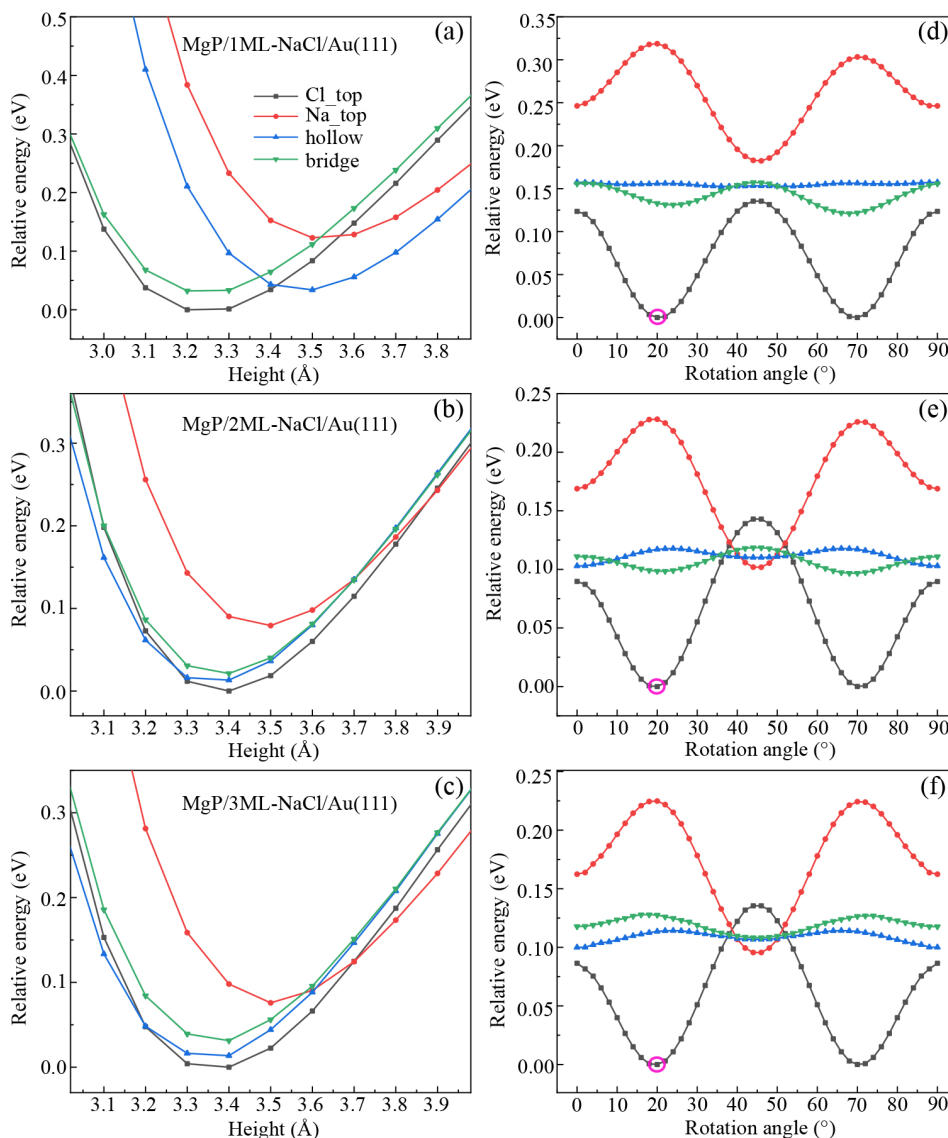 (a)
MgP/1ML-NaCl/Au(111)
Cl_top
Na_top
hollow
bridge
Relative energy (eV)
0.5
0.4
0.3
0.2
0.1
0.0
3.0 3.1 3.2 3.3 3.4 3.5 3.6 3.7 3.8
Height (Å)
(d)
Relative energy (eV)
0.35
0.30
0.25
0.20
0.15
0.10
0.05
0.00
0 10 20 30 40 50 60 70 80 90
Rotation angle (°)
(b)
MgP/2ML-NaCl/Au(111)
Relative energy (eV)
0.3
0.2
0.1
0.0
3.1 3.2 3.3 3.4 3.5 3.6 3.7 3.8 3.9
Height (Å)
(e)
Relative energy (eV)
0.25
0.20
0.15
0.10
0.05
0.00
0 10 20 30 40 50 60 70 80 90
Rotation angle (°)
(c)
MgP/3ML-NaCl/Au(111)
Relative energy (eV)
0.3
0.2
0.1
0.0
3.1 3.2 3.3 3.4 3.5 3.6 3.7 3.8 3.9
Height (Å)
(f)
Relative energy (eV)
0.25
0.20
0.15
0.10
0.05
0.00
0 10 20 30 40 50 60 70 80 90
Rotation angle (°)